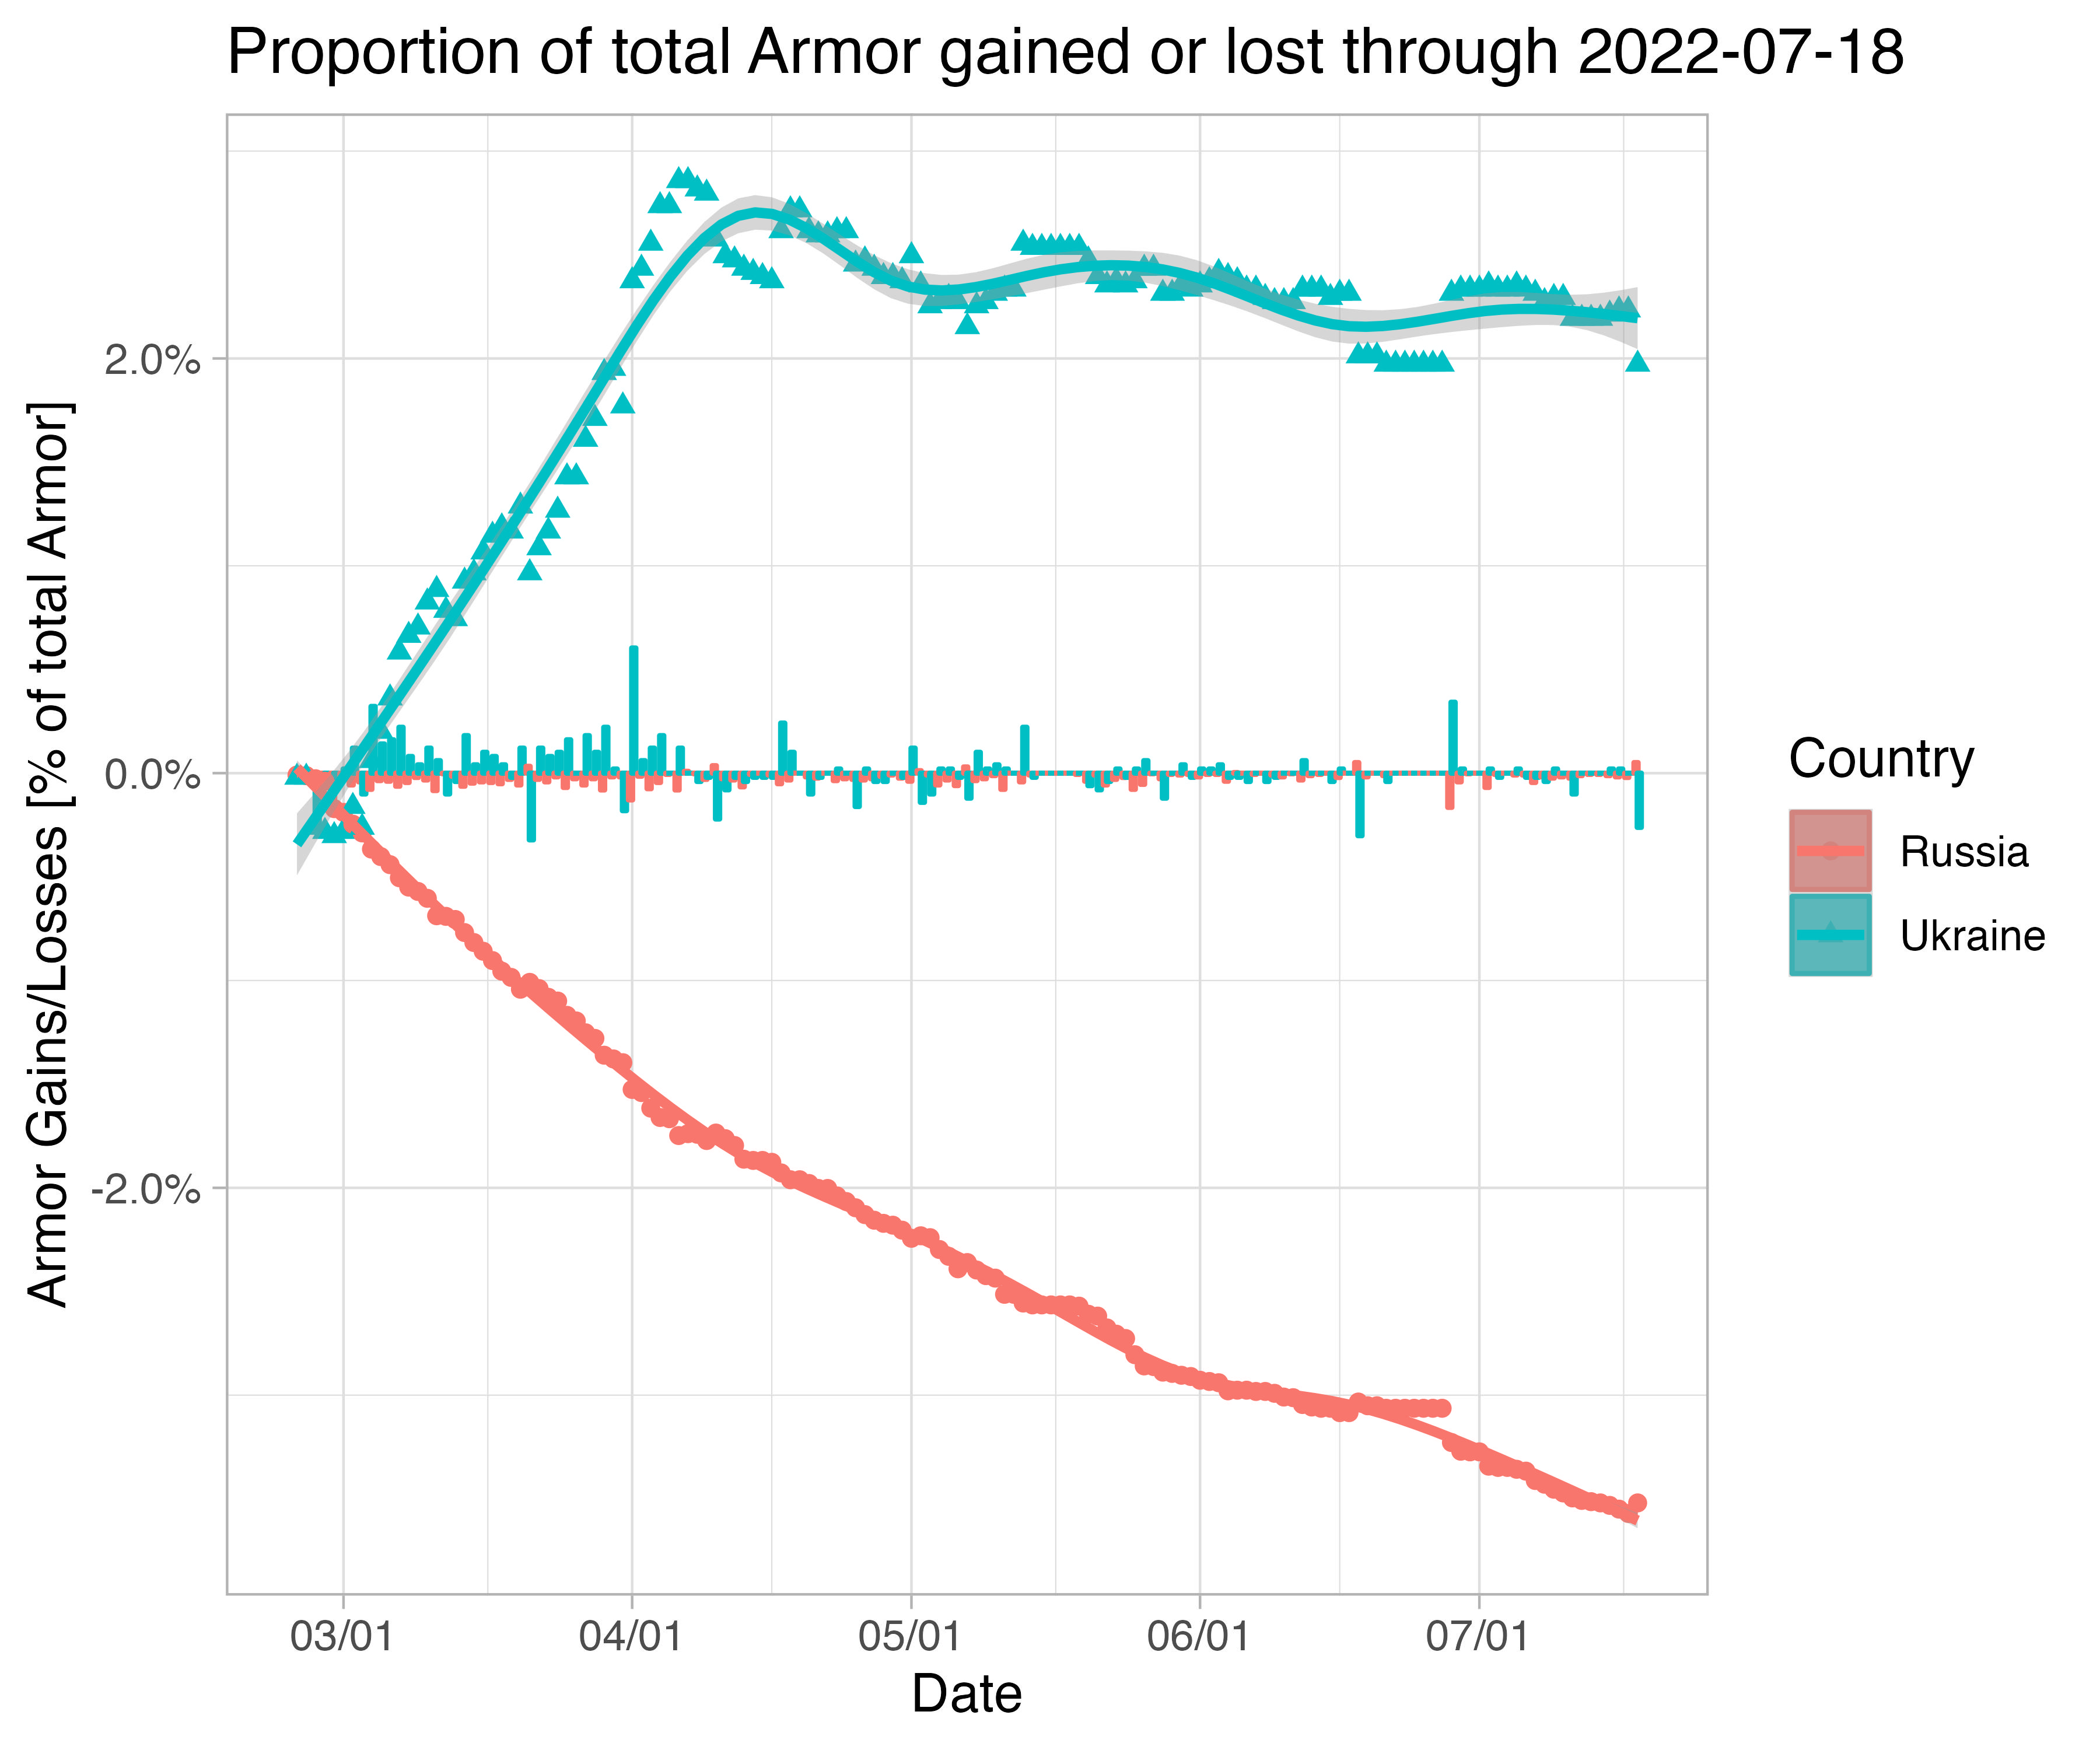 Proportion of total Armor gained or lost through 2022-07-18
Armor Gains/Losses [% of total Armor]
2.0%
0.0%
-2.0%
03/01
04/01
05/01
06/01
07/01
Date
Country
Russia
Ukraine